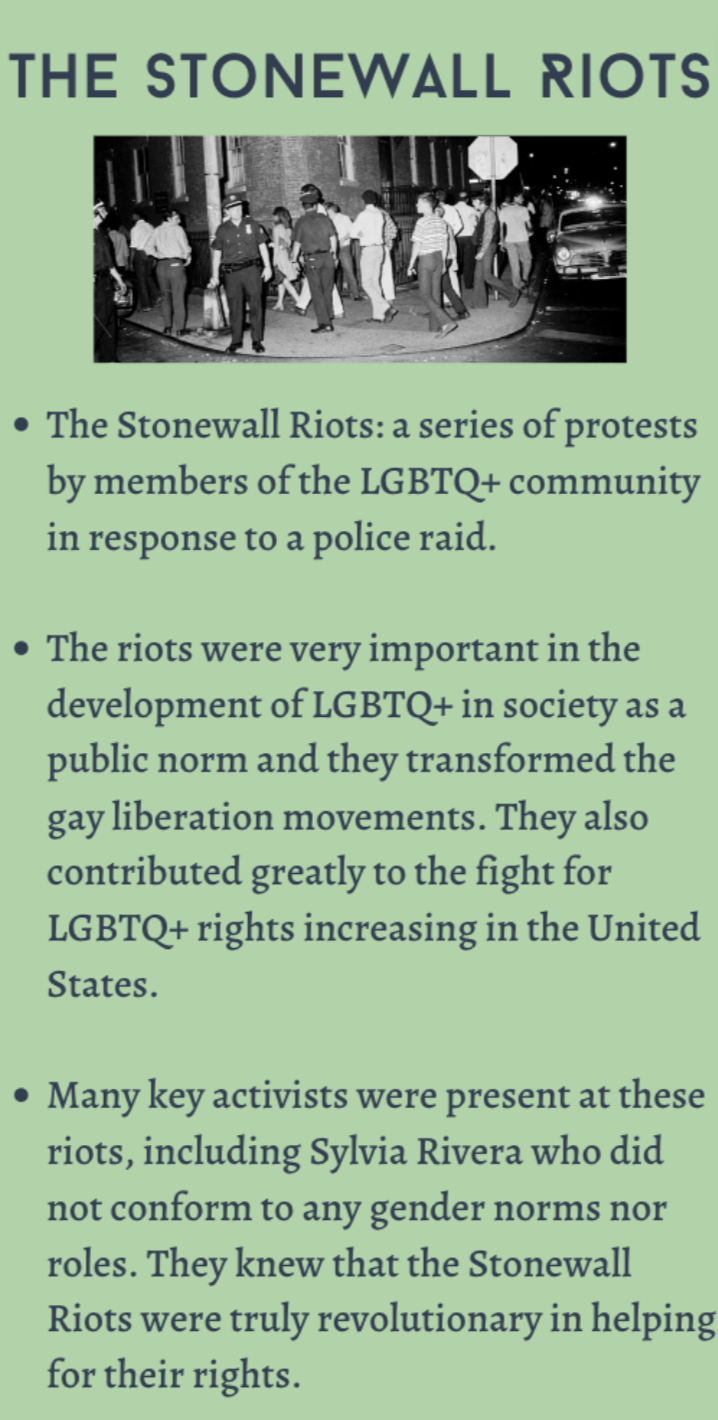 THE STONEWALL RIOTS
• The Stonewall Riots: a series of protests
by members of the LGBTQ+ community
in response to a police raid.
• The riots were very important in the
development of LGBTQ+ in society as a
public norm and they transformed the
gay liberation movements. They also
contributed greatly to the fight for
LGBTQ+ rights increasing in the United
States.
• Many key activists were present at these
riots, including Sylvia Rivera who did
not conform to any gender norms nor
roles. They knew that the Stonewall
Riots were truly revolutionary in helping
for their rights.